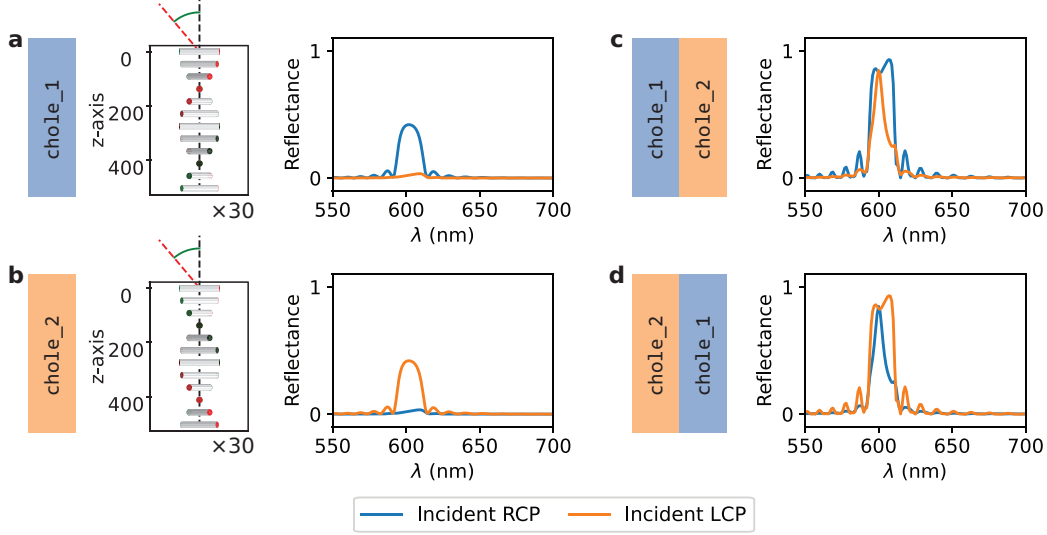 a
chole_1
z-axis
0
200
400
×30
Reflectance
1
0
550
600
650
700
λ (nm)
c
chole_1
chole_2
Reflectance
1
0
550
600
650
700
λ (nm)
b
chole_2
z-axis
0
200
400
×30
Reflectance
1
0
550
600
650
700
λ (nm)
d
chole_2
chole_1
Reflectance
1
0
550
600
650
700
λ (nm)
Incident RCP
Incident LCP